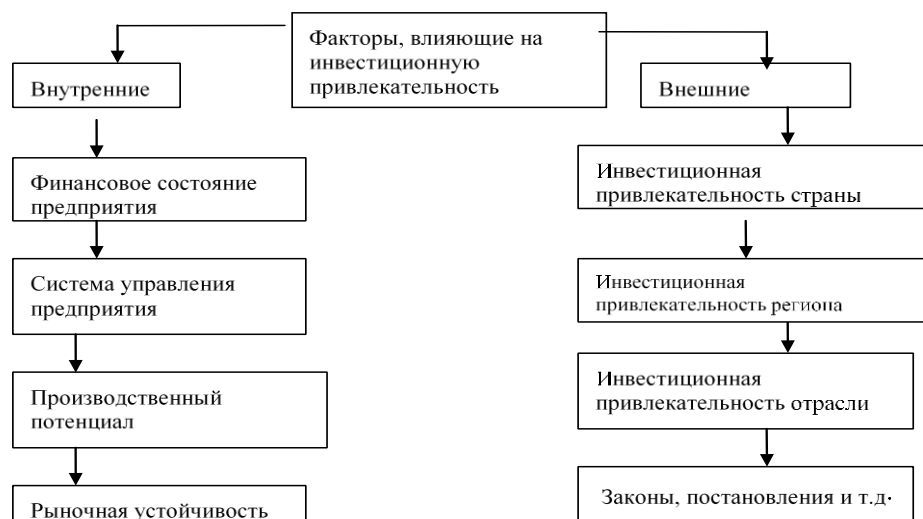 Факторы, влияющие на
инвестиционную
привлекательность
Внутренние
Внешние
Финансовое состояние
предприятия
Инвестиционная
привлекательность страны
Система управления
предприятия
Инвестиционная
привлекательность региона
Производственный
потенциал
Инвестиционная
привлекательность отрасли
Рыночная устойчивость
Законы, постановления и т.д.